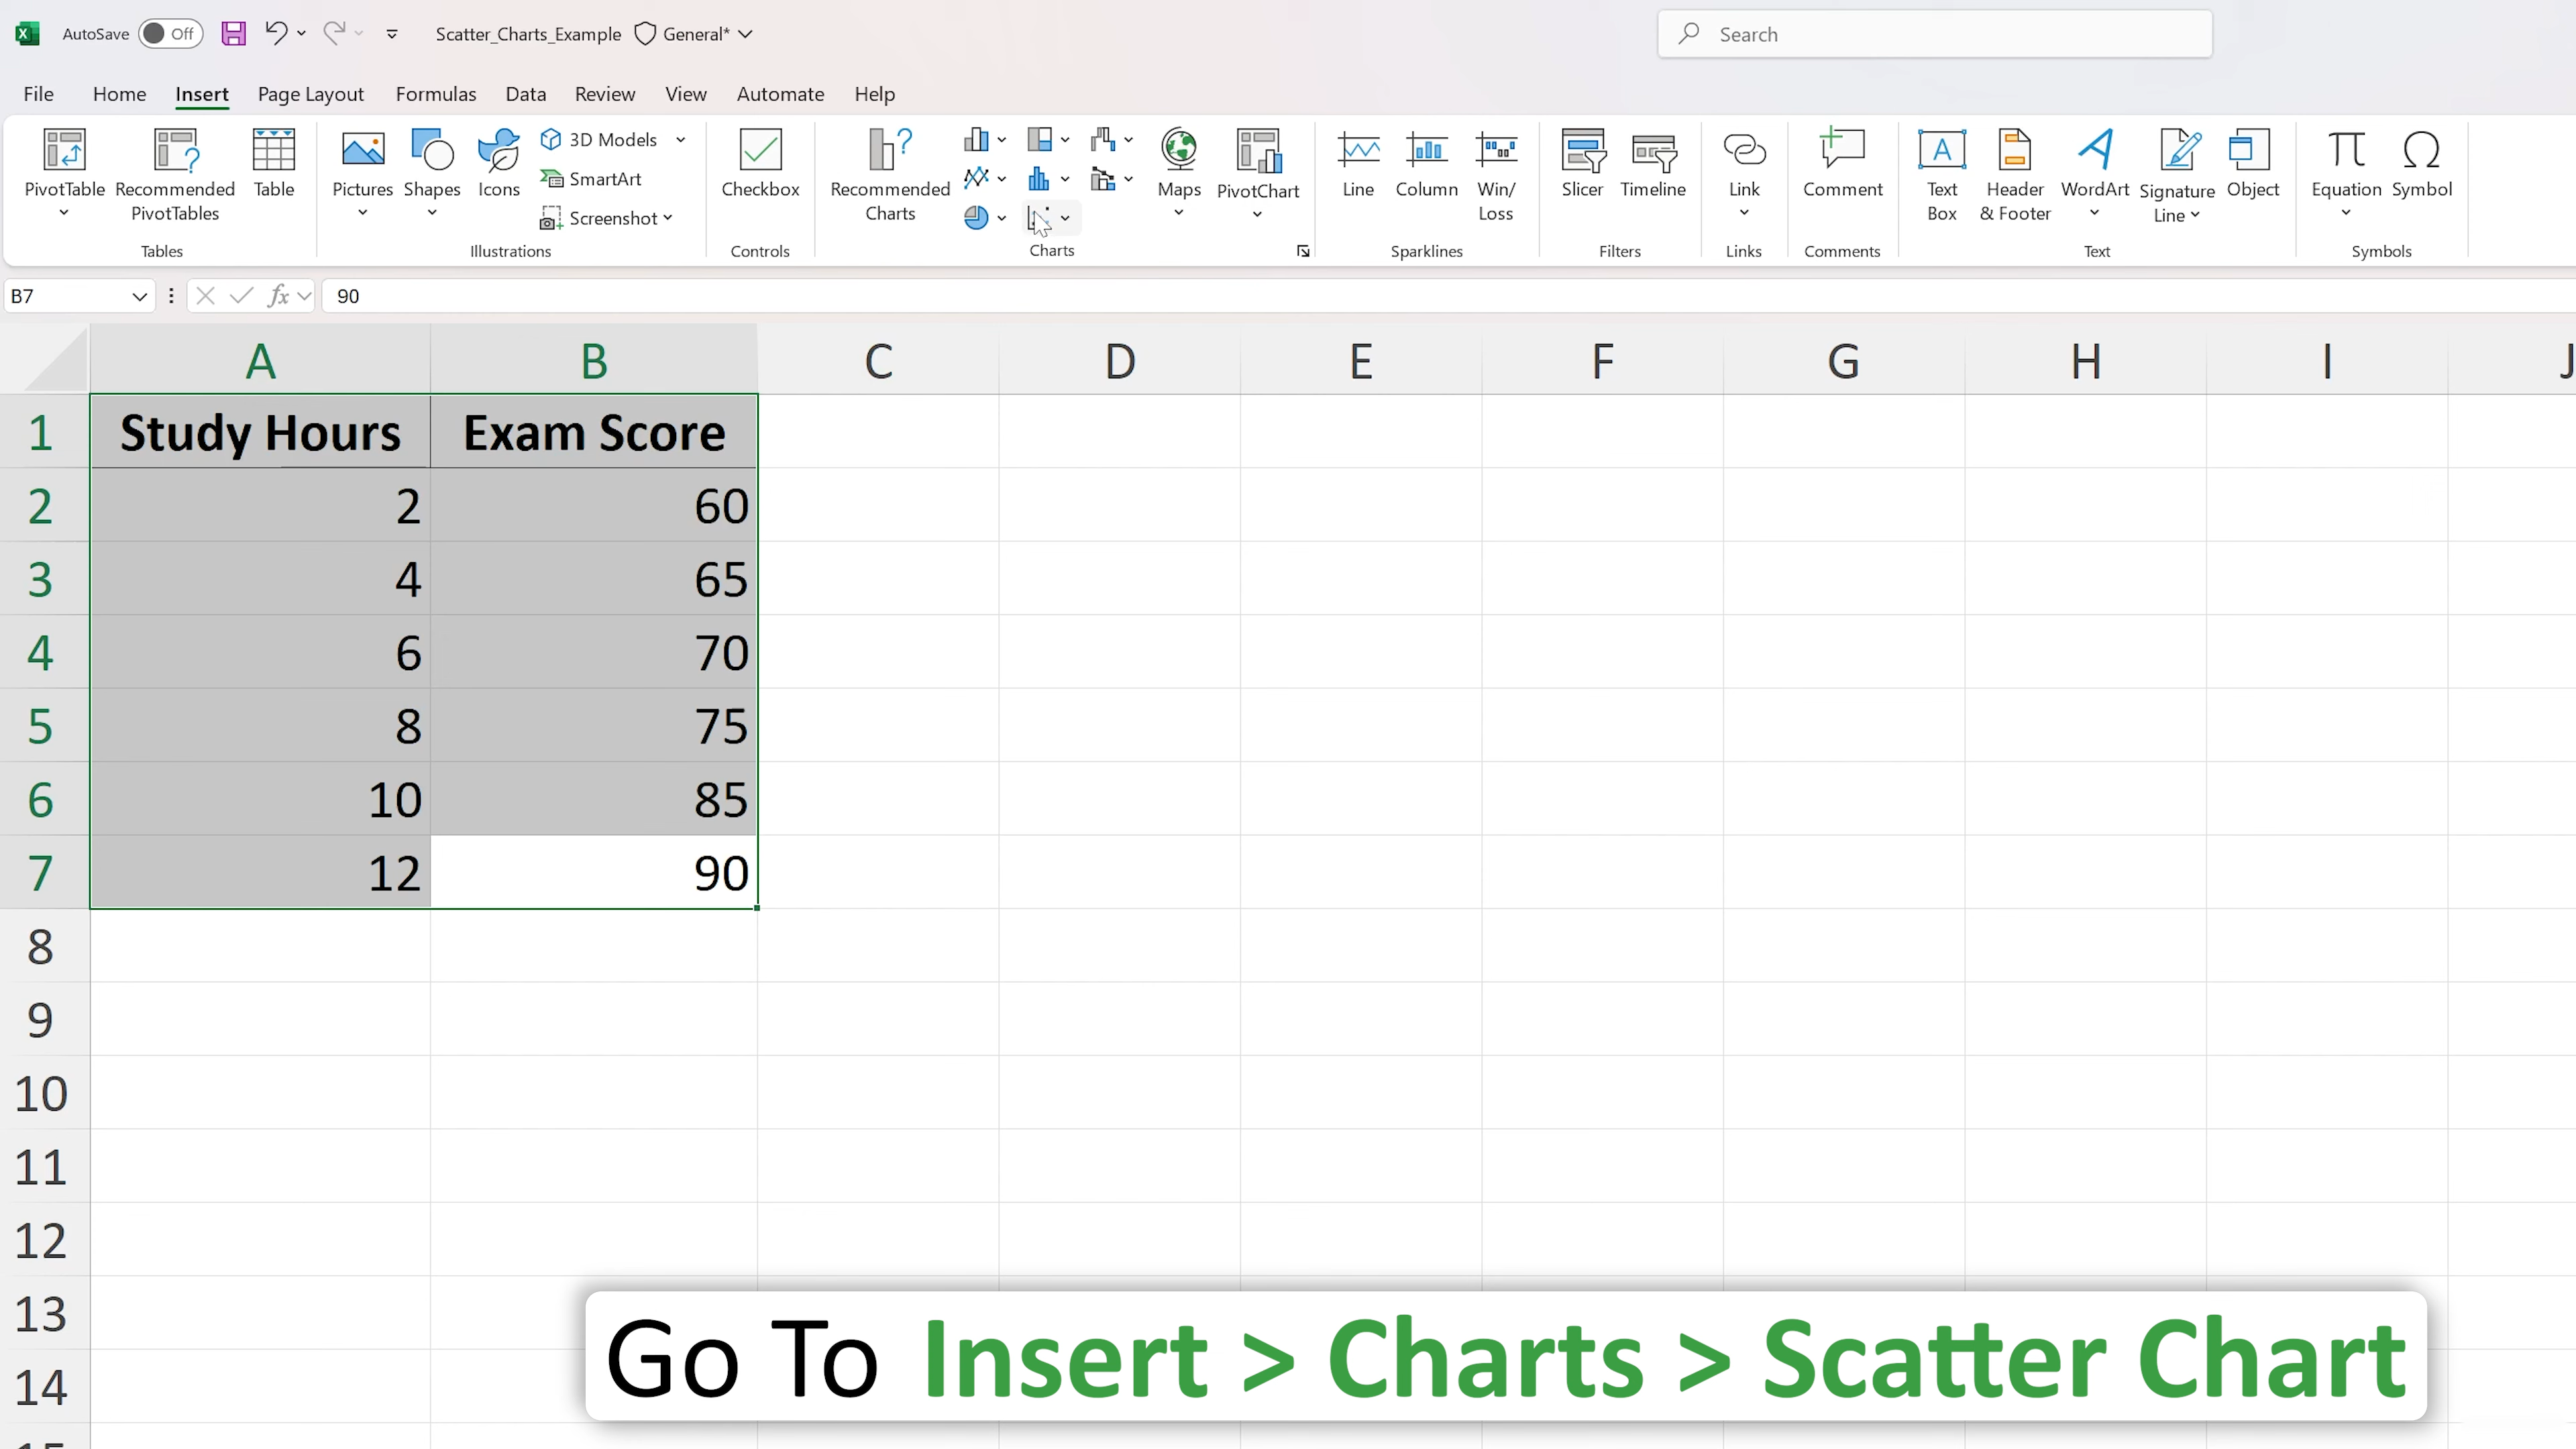 AutoSave Off Scatter_Charts_Example General* Search
File Home Insert Page Layout Formulas Data Review View Automate Help
PivotTable Recommended PivotTables Table
Tables
Pictures Shapes Icons 3D Models SmartArt Screenshot
Illustrations
Checkbox
Controls
Recommended Charts Maps PivotChart
Charts
Line Column Win/Loss
Sparklines
Slicer Timeline
Filters
Link
Links
Comment
Comments
Text Box Header & Footer WordArt Signature Line Object
Text
Equation Symbol
Symbols
B7 fx 90
A B C D E F G H I J
1 Study Hours Exam Score
2 2 60
3 4 65
4 6 70
5 8 75
6 10 85
7 12 90
8
9
10
11
12
13
14
15
Go To Insert > Charts > Scatter Chart